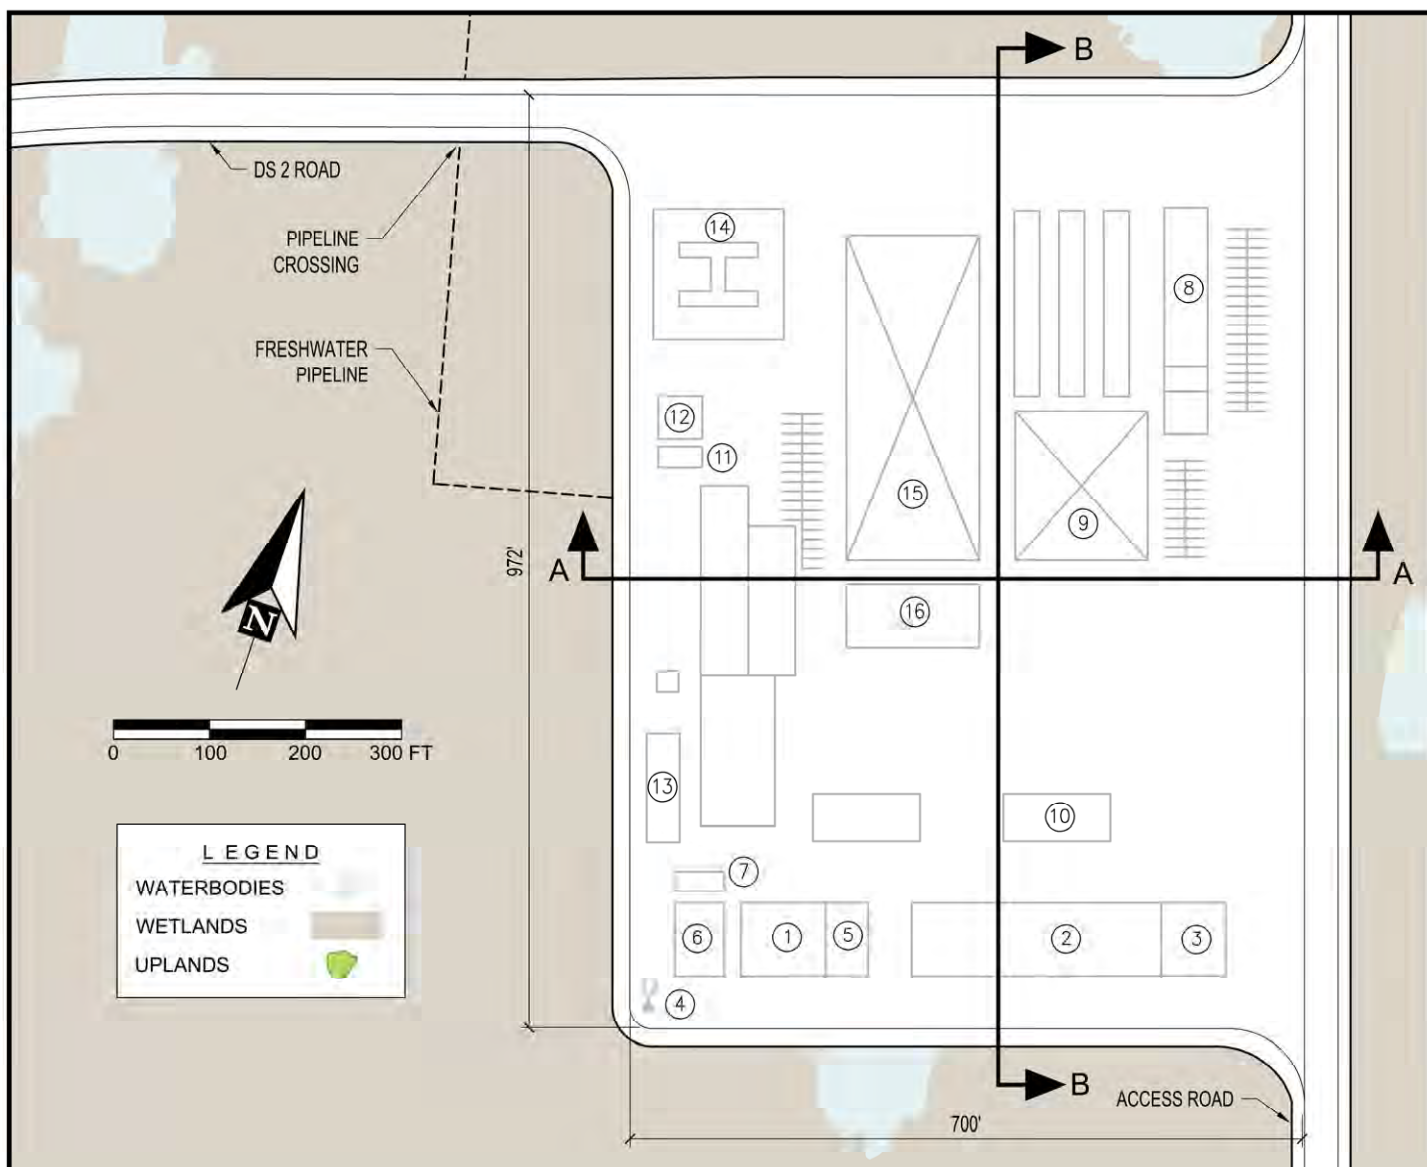 B
DS 2 ROAD
PIPELINE
CROSSING
14
8
FRESHWATER
PIPELINE
12
11
15
9
972'
A
A
16
N
0 100 200 300 FT
13
10
LEGEND
WATERBODIES
WETLANDS
UPLANDS
7
6
1
5
2
3
4
B
ACCESS ROAD
700'